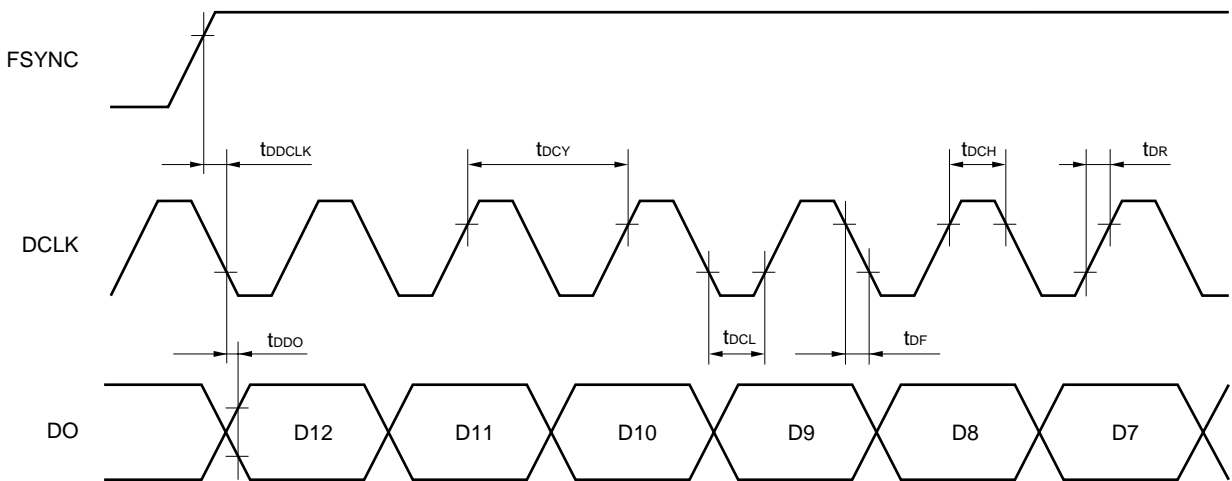 FSYNC
tDDCLK
tDCY
tDCH
tDR
DCLK
tDDO
tDCL
tDF
DO
D12
D11
D10
D9
D8
D7